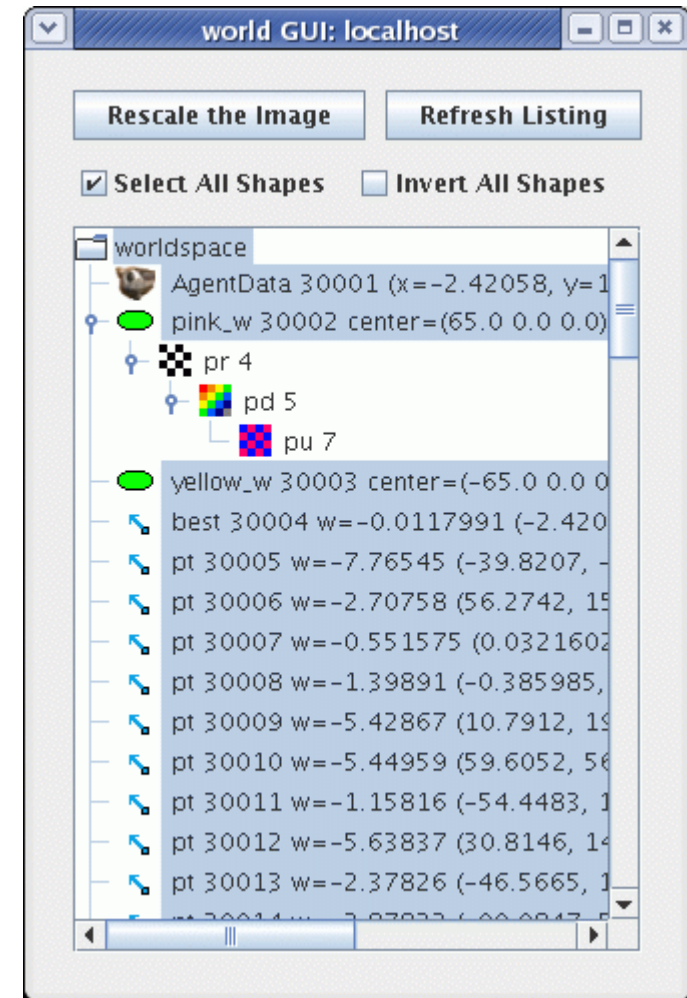 world GUI: localhost
Rescale the Image Refresh Listing
Select All Shapes Invert All Shapes
worldspace
AgentData 30001 (x=-2.42058, y=1
pink_w 30002 center=(65.0 0.0 0.0)
pr 4
pd 5
pu 7
yellow_w 30003 center=(-65.0 0.0 0
best 30004 w=-0.0117991 (-2.420
pt 30005 w=-7.76545 (-39.8207, -
pt 30006 w=-2.70758 (56.2742, 15
pt 30007 w=-0.551575 (0.0321602
pt 30008 w=-1.39891 (-0.385985,
pt 30009 w=-5.42867 (10.7912, 19
pt 30010 w=-5.44959 (59.6052, 56
pt 30011 w=-1.15816 (-54.4483, 1
pt 30012 w=-5.63837 (30.8146, 14
pt 30013 w=-2.37826 (-46.5665, 1